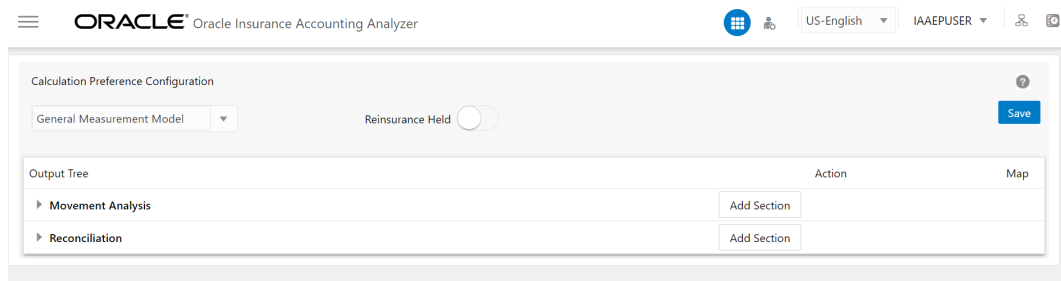 ORACLE® Oracle Insurance Accounting Analyzer US-English IAAEPUSER
Calculation Preference Configuration
General Measurement Model Reinsurance Held Save
Output Tree Action Map
Movement Analysis Add Section
Reconciliation Add Section